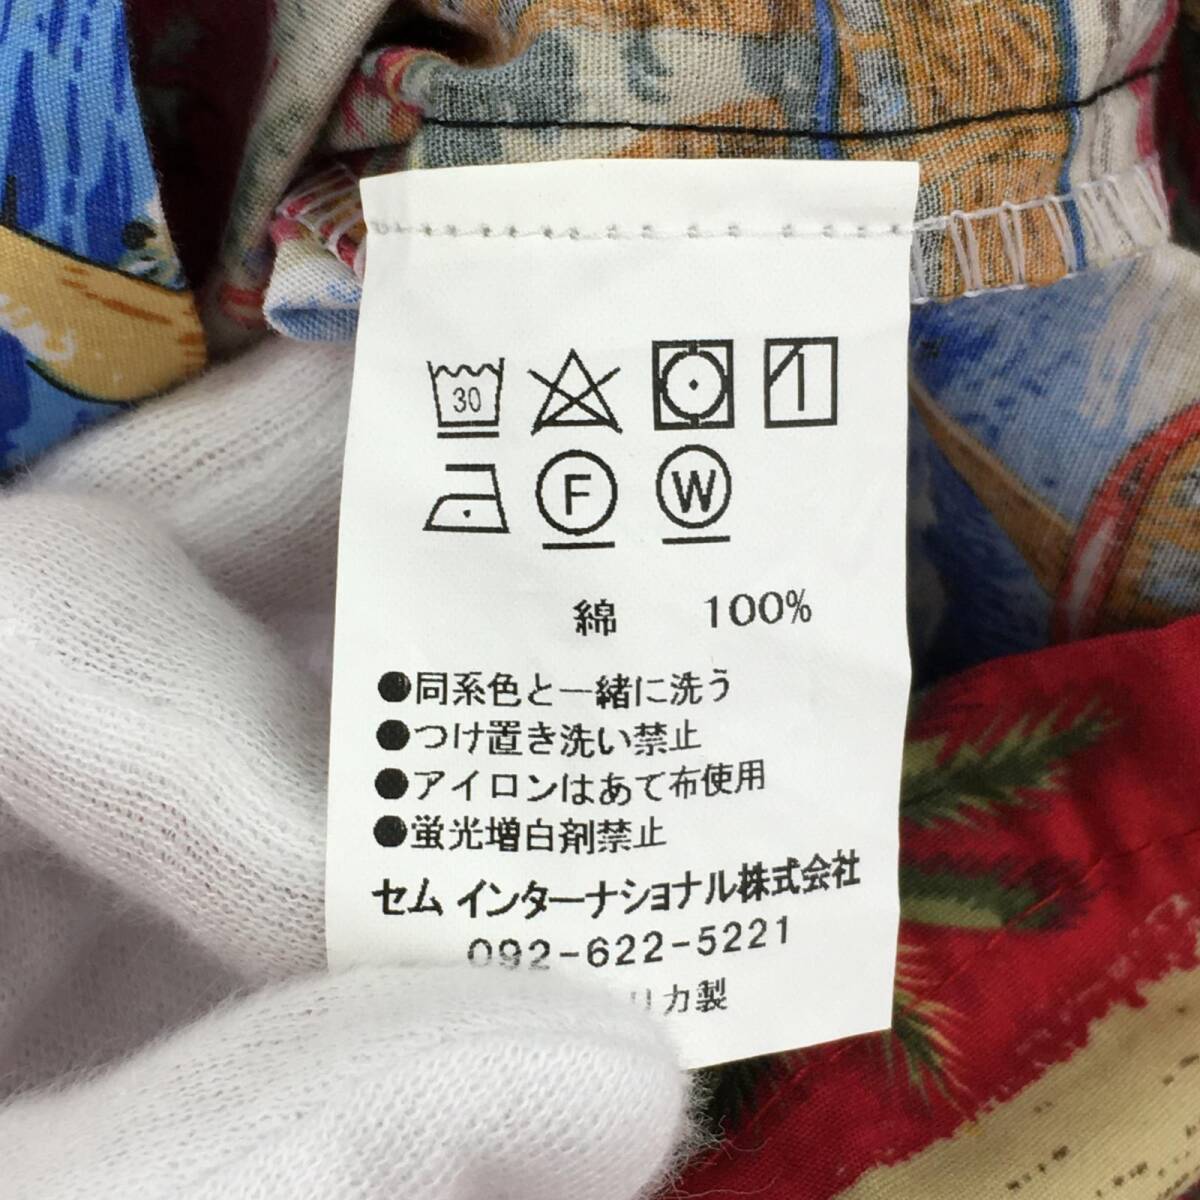 30
F W
綿 100%
●同系色と一緒に洗う
●つけ置き洗い禁止
●アイロンはあて布使用
●蛍光増白剤禁止
セム インターナショナル株式会社
092-622-5221
リカ製